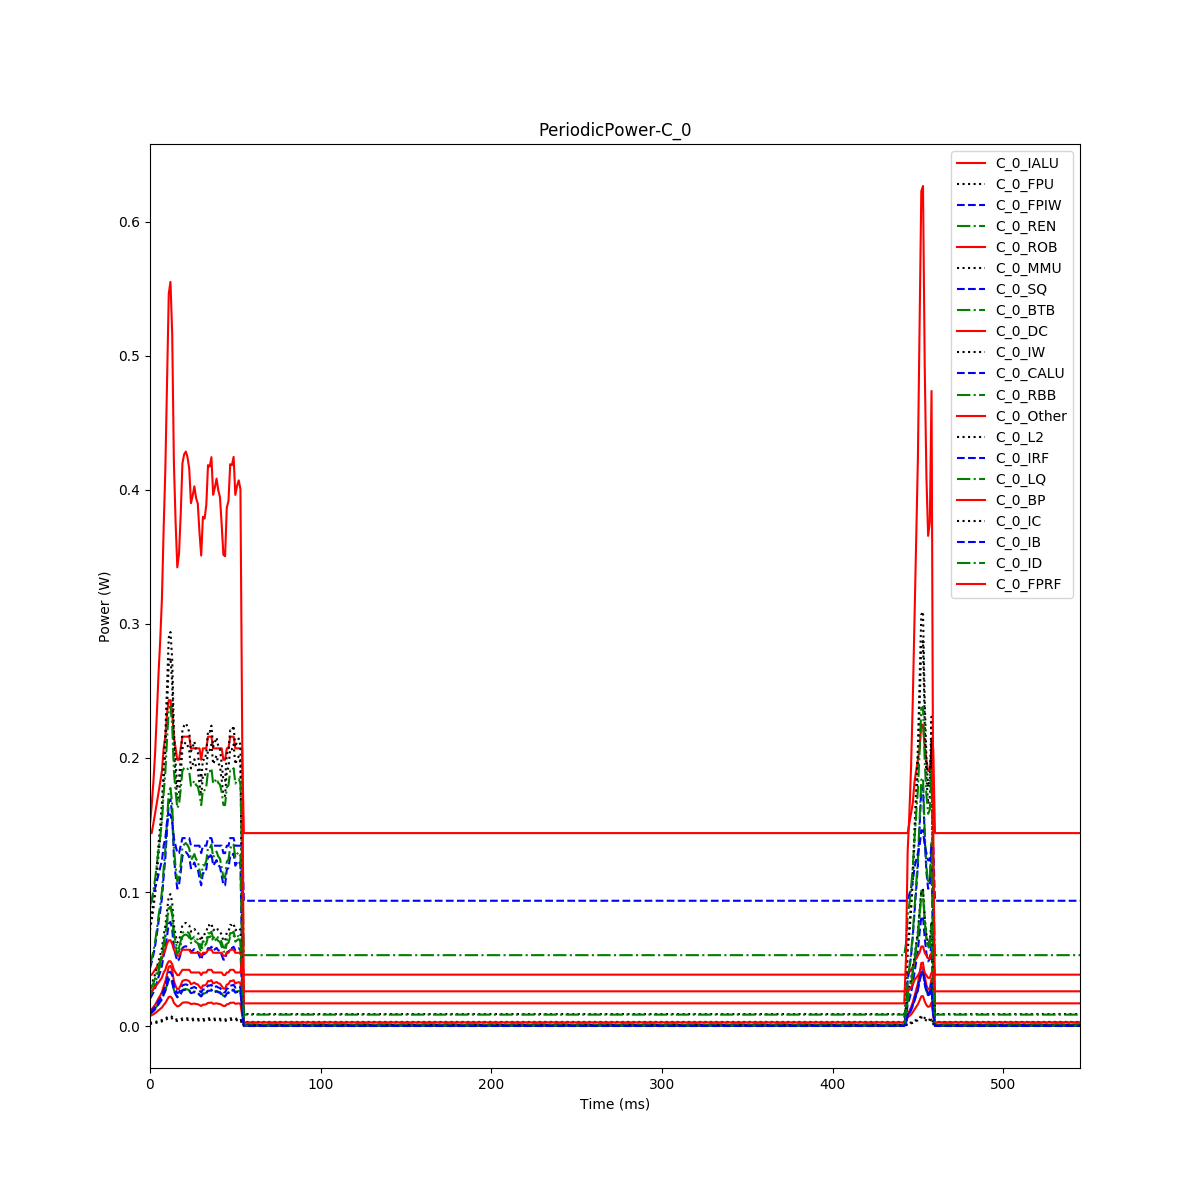 PeriodicPower-C_0
C_0_IALU
C_0_FPU
C_0_FPIW
C_0_REN
C_0_ROB
C_0_MMU
C_0_SQ
C_0_BTB
C_0_DC
C_0_IW
C_0_CALU
C_0_RBB
C_0_Other
C_0_L2
C_0_IRF
C_0_LQ
C_0_BP
C_0_IC
C_0_IB
C_0_ID
C_0_FPRF
Power (W)
0.6
0.5
0.4
0.3
0.2
0.1
0.0
0 100 200 300 400 500
Time (ms)